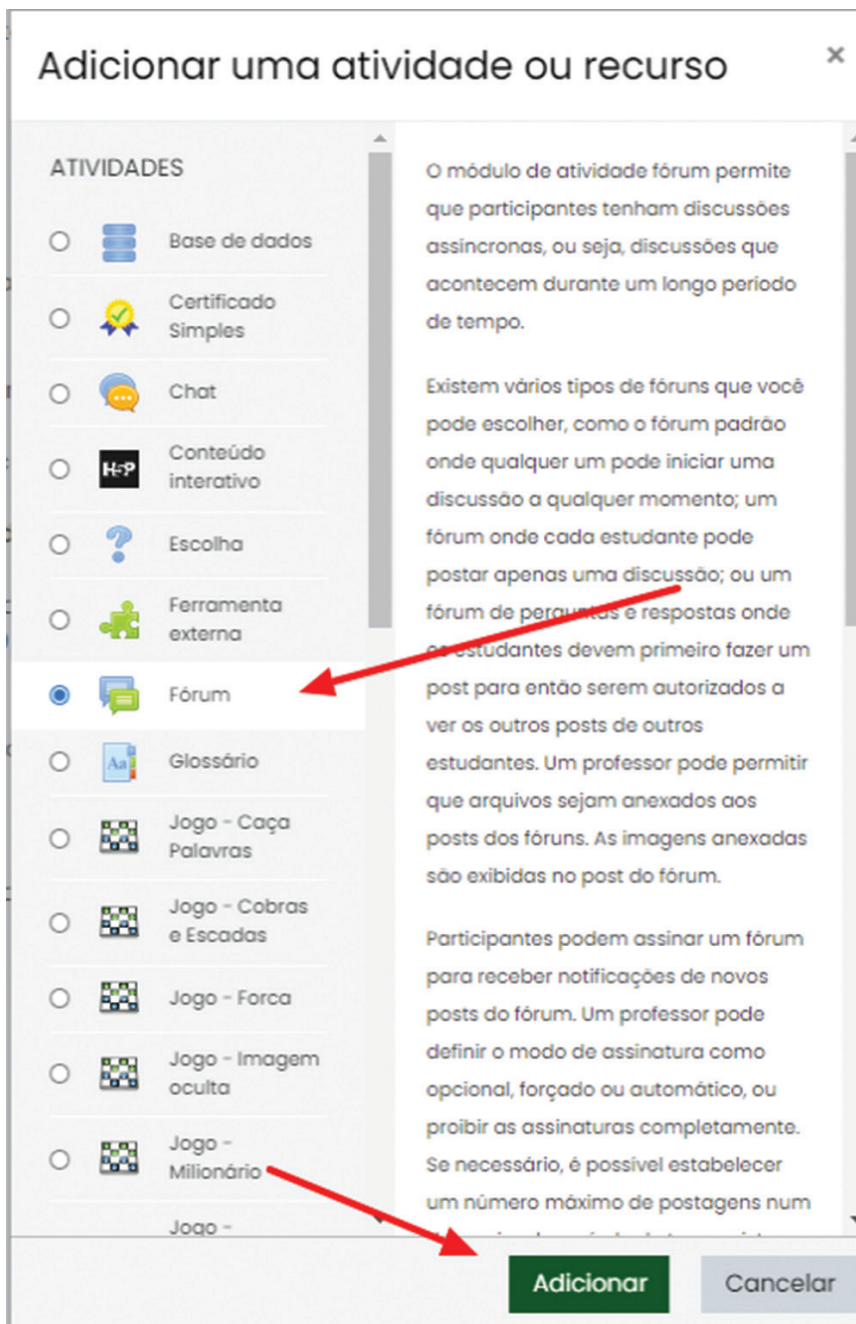 Adicionar uma atividade ou recurso
×
ATIVIDADES
Base de dados
Certificado
Simples
Chat
H5P
Conteúdo
interativo
Escolha
Ferramenta
externa
Fórum
Aa
Glossário
Jogo - Caça
Palavras
Jogo - Cobras
e Escadas
Jogo - Forca
Jogo - Imagem
oculta
Jogo -
Milionário
Jogo -
O módulo de atividade fórum permite
que participantes tenham discussões
assíncronas, ou seja, discussões que
acontecem durante um longo período
de tempo.
Existem vários tipos de fóruns que você
pode escolher, como o fórum padrão
onde qualquer um pode iniciar uma
discussão a qualquer momento; um
fórum onde cada estudante pode
postar apenas uma discussão; ou um
fórum de perguntas e respostas onde
os estudantes devem primeiro fazer um
post para então serem autorizados a
ver os outros posts de outros
estudantes. Um professor pode permitir
que arquivos sejam anexados aos
posts dos fóruns. As imagens anexadas
são exibidas no post do fórum.
Participantes podem assinar um fórum
para receber notificações de novos
posts do fórum. Um professor pode
definir o modo de assinatura como
opcional, forçado ou automático, ou
proibir as assinaturas completamente.
Se necessário, é possível estabelecer
um número máximo de postagens num
Adicionar
Cancelar